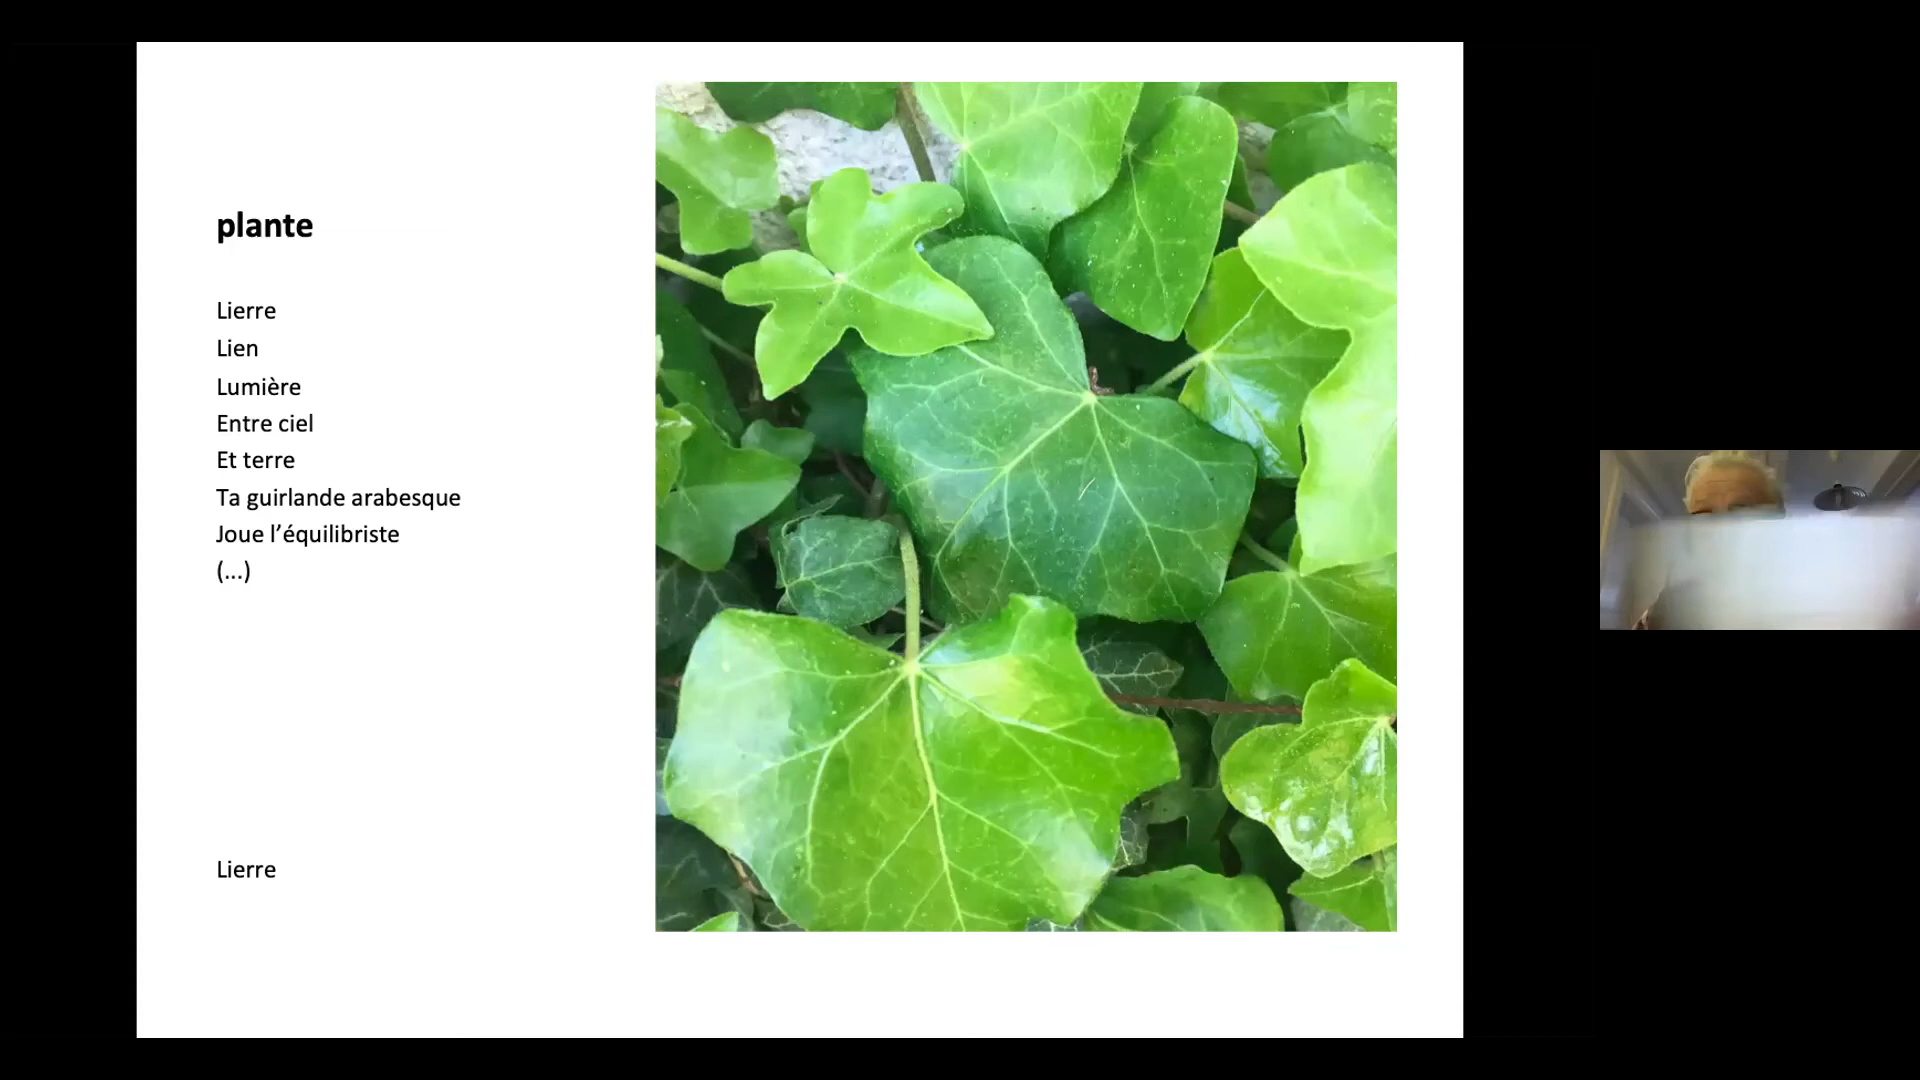 plante
Lierre
Lien
Lumière
Entre ciel
Et terre
Ta guirlande arabesque
Joue l’équilibriste
(...)
Lierre